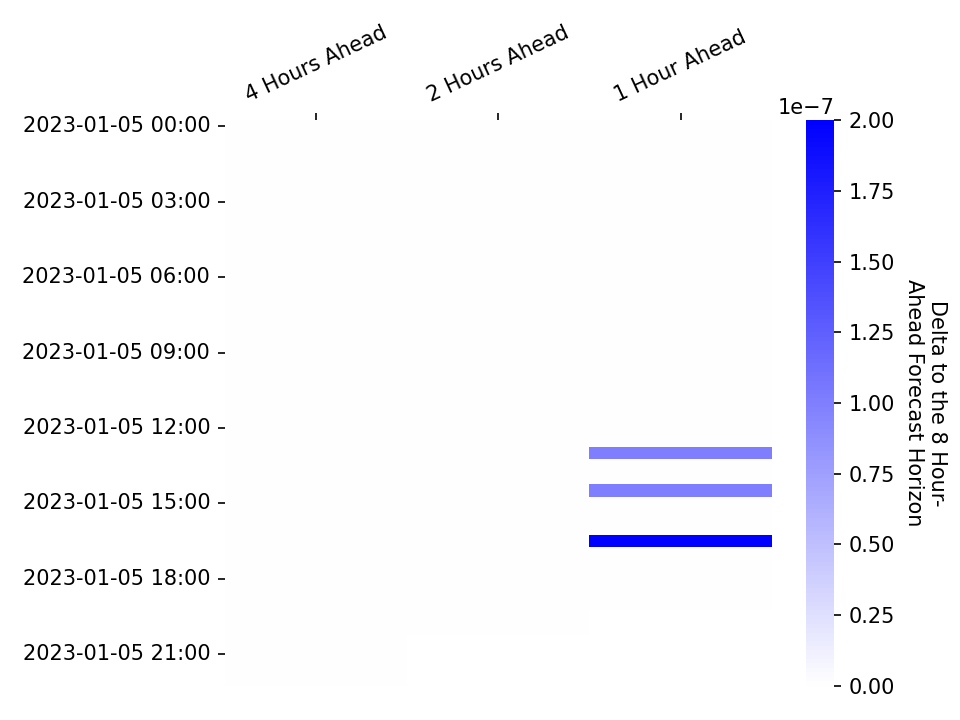 4 Hours Ahead
2 Hours Ahead
1 Hour Ahead
2023-01-05 00:00
2023-01-05 03:00
2023-01-05 06:00
2023-01-05 09:00
2023-01-05 12:00
2023-01-05 15:00
2023-01-05 18:00
2023-01-05 21:00
1e−7
2.00
1.75
1.50
1.25
1.00
0.75
0.50
0.25
0.00
Delta to the 8 Hour-
Ahead Forecast Horizon